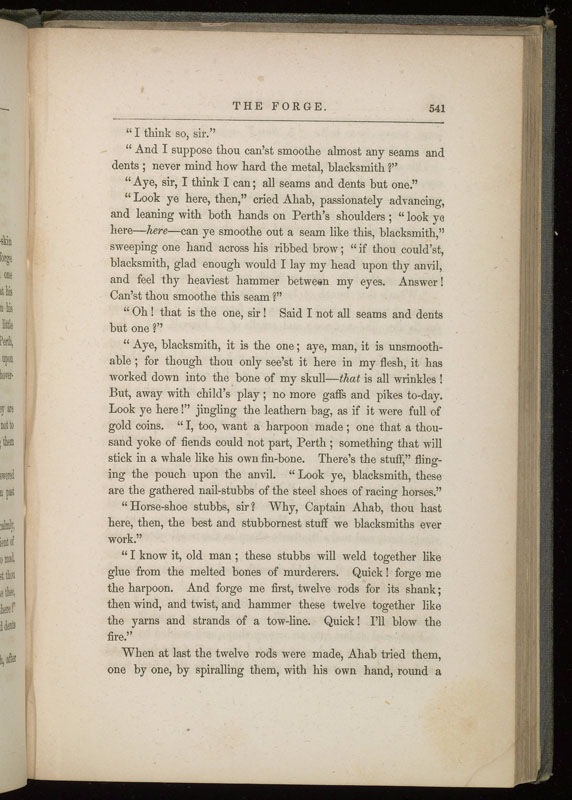 THE FORGE. 541
"I think so, sir."
"And I suppose thou can'st smoothe almost any seams and
dents; never mind how hard the metal, blacksmith?"
"Aye, sir, I think I can; all seams and dents but one."
"Look ye here, then," cried Ahab, passionately advancing,
and leaning with both hands on Perth's shoulders; "look ye
here—here—can ye smoothe out a seam like this, blacksmith,"
sweeping one hand across his ribbed brow; "if thou could'st,
blacksmith, glad enough would I lay my head upon thy anvil,
and feel thy heaviest hammer between my eyes. Answer!
Can'st thou smoothe this seam?"
"Oh! that is the one, sir! Said I not all seams and dents
but one?"
"Aye, blacksmith, it is the one; aye, man, it is unsmooth-
able; for though thou only see'st it here in my flesh, it has
worked down into the bone of my skull—that is all wrinkles!
But, away with child's play; no more gaffs and pikes to-day.
Look ye here!" jingling the leathern bag, as if it were full of
gold coins. "I, too, want a harpoon made; one that a thou-
sand yoke of fiends could not part, Perth; something that will
stick in a whale like his own fin-bone. There's the stuff," fling-
ing the pouch upon the anvil. "Look ye, blacksmith, these
are the gathered nail-stubbs of the steel shoes of racing horses."
"Horse-shoe stubbs, sir? Why, Captain Ahab, thou hast
here, then, the best and stubbornest stuff we blacksmiths ever
work."
"I know it, old man; these stubbs will weld together like
glue from the melted bones of murderers. Quick! forge me
the harpoon. And forge me first, twelve rods for its shank;
then wind, and twist, and hammer these twelve together like
the yarns and strands of a tow-line. Quick! I'll blow the
fire."
When at last the twelve rods were made, Ahab tried them,
one by one, by spiralling them, with his own hand, round a